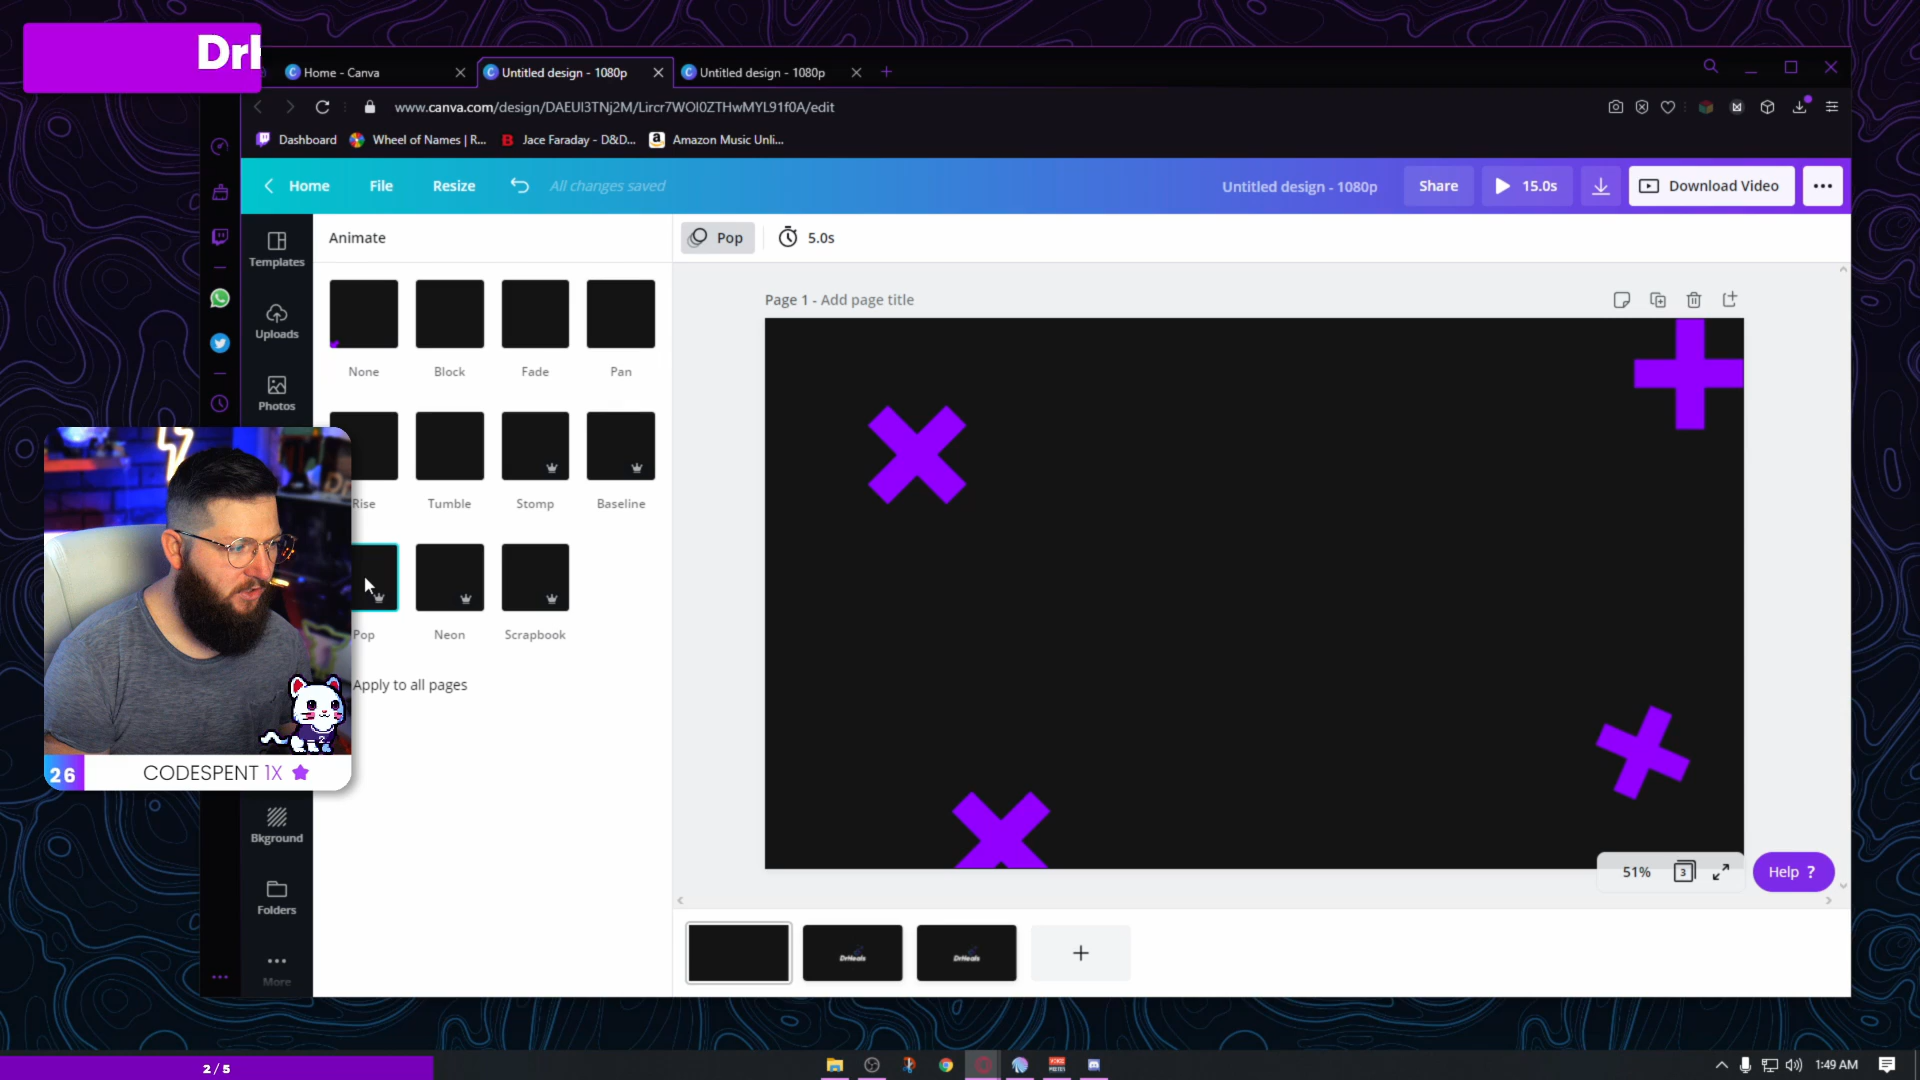 Drh
Home - Canva
Untitled design - 1080p
Untitled design - 1080p
www.canva.com/design/DAEUI3TNj2M/Lircr7WOI0ZTHwMYL91f0A/edit
Dashboard
Wheel of Names | R...
Jace Faraday - D&D...
Amazon Music Unli...
Home
File
Resize
All changes saved
Untitled design - 1080p
Share
15.0s
Download Video
Templates
Uploads
Photos
Bkground
Folders
More
Animate
None
Block
Fade
Pan
Rise
Tumble
Stomp
Baseline
Pop
Neon
Scrapbook
Apply to all pages
Pop
5.0s
Page 1 - Add page title
51%
3
Help ?
DrHeals
DrHeals
26
CODESPENT 1X
2 / 5
1:49 AM